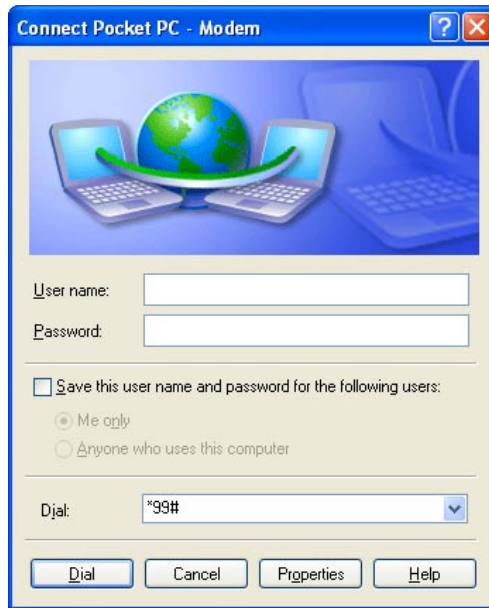 Connect Pocket PC - Modem
User name:
Password:
Save this user name and password for the following users:
Me only
Anyone who uses this computer
Dial: *99#
Dial Cancel Properties Help